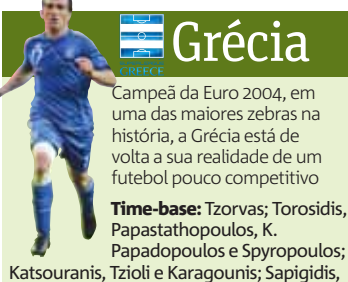 Grécia
GREECE
Campeã da Euro 2004, em
uma das maiores zebras na
história, a Grécia está de
volta a sua realidade de um
futebol pouco competitivo
Time-base: Tzorvas; Torosidis,
Papastathopoulos, K.
Papadopoulos e Spyropoulos;
Katsouranis, Tzioli e Karagounis; Sapigidis,